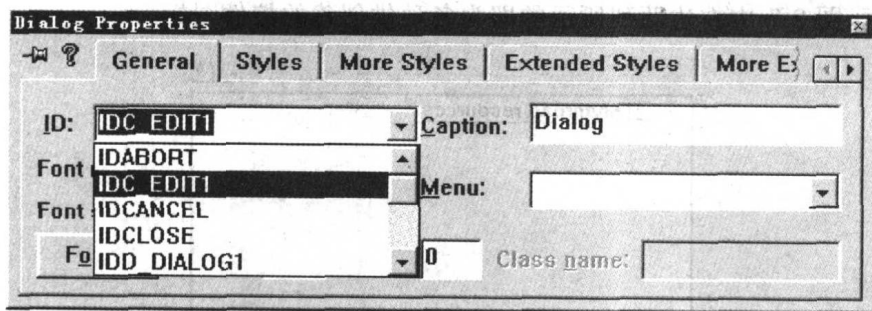 Dialog Properties
General Styles More Styles Extended Styles More Ex
ID: IDC_EDIT1 Caption: Dialog
IDABORT
Font
IDC_EDIT1 Menu:
IDCANCEL
Font
IDCLOSE
Fo IDD_DIALOG1 0 Class name: